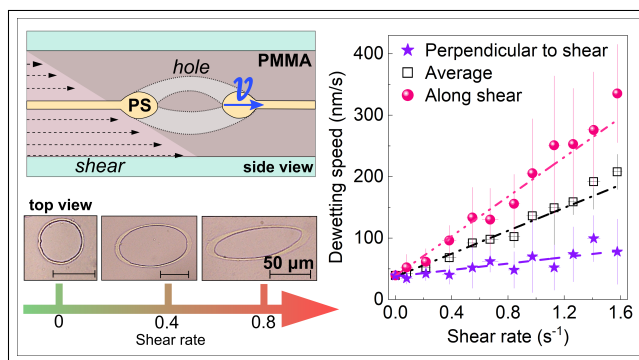 PMMA
hole
v
PS
shear
side view
top view
50 μm
0
0.4
0.8
Shear rate
Perpendicular to shear
Average
Along shear
400
300
200
100
0
Dewetting speed (nm/s)
0.0
0.4
0.8
1.2
1.6
Shear rate (s⁻¹)